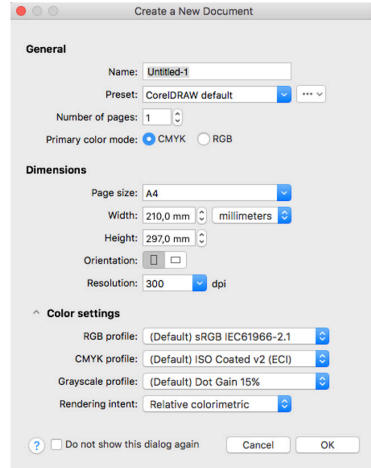 Create a New Document
General
Name: Untitled-1
Preset: CorelDRAW default
Number of pages: 1
Primary color mode: CMYK RGB
Dimensions
Page size: A4
Width: 210,0 mm millimeters
Height: 297,0 mm
Orientation:
Resolution: 300 dpi
Color settings
RGB profile: (Default) sRGB IEC61966-2.1
CMYK profile: (Default) ISO Coated v2 (ECI)
Grayscale profile: (Default) Dot Gain 15%
Rendering intent: Relative colorimetric
? Do not show this dialog again Cancel OK